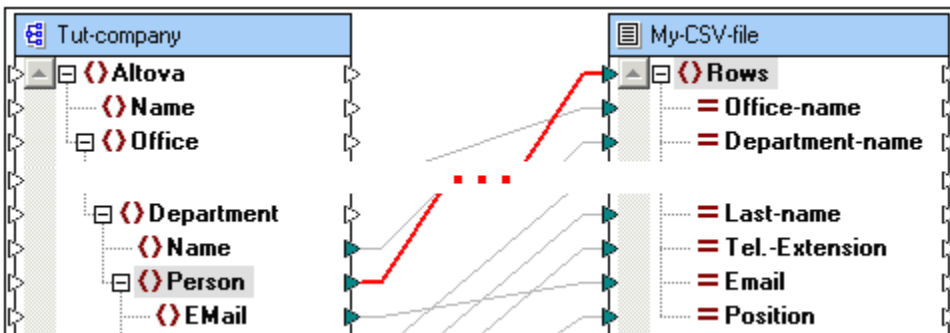 Tut-company
Altova
Name
Office
Department
Name
Person
EMail
My-CSV-file
Rows
Office-name
Department-name
Last-name
Tel.-Extension
Email
Position